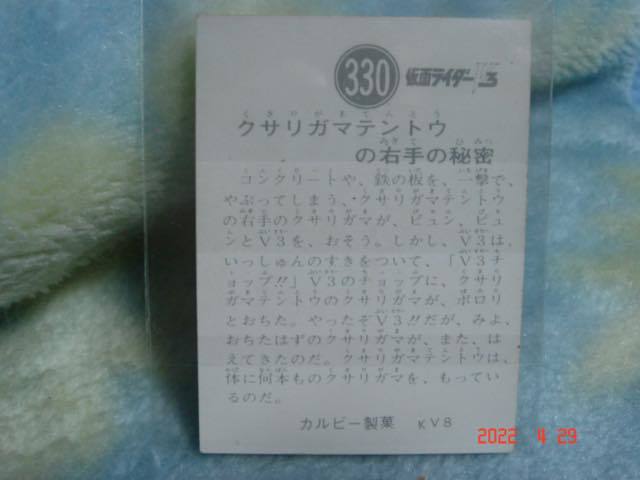 330 仮面ライダーV3
クサリガマテントウ
の右手の秘密
コンクリートや、鉄の板を、一撃で、
やぶってしまう、クサリガマテントウ
の右手のクサリガマが、ビュン、ビュ
ンとV3を、おそう。しかし、V3は、
いっしゅんのすきをついて、「V3チ
ョップ!!」V3のチョップに、クサリ
ガマテントウのクサリガマが、ポロリ
とおちた。やったぞV3!!だが、みよ、
おちたはずのクサリガマが、また、は
えてきたのだ。クサリガマテントウは、
体に何本ものクサリガマを、もってい
るのだ。
カルビー製菓 KV8
2022 4 29